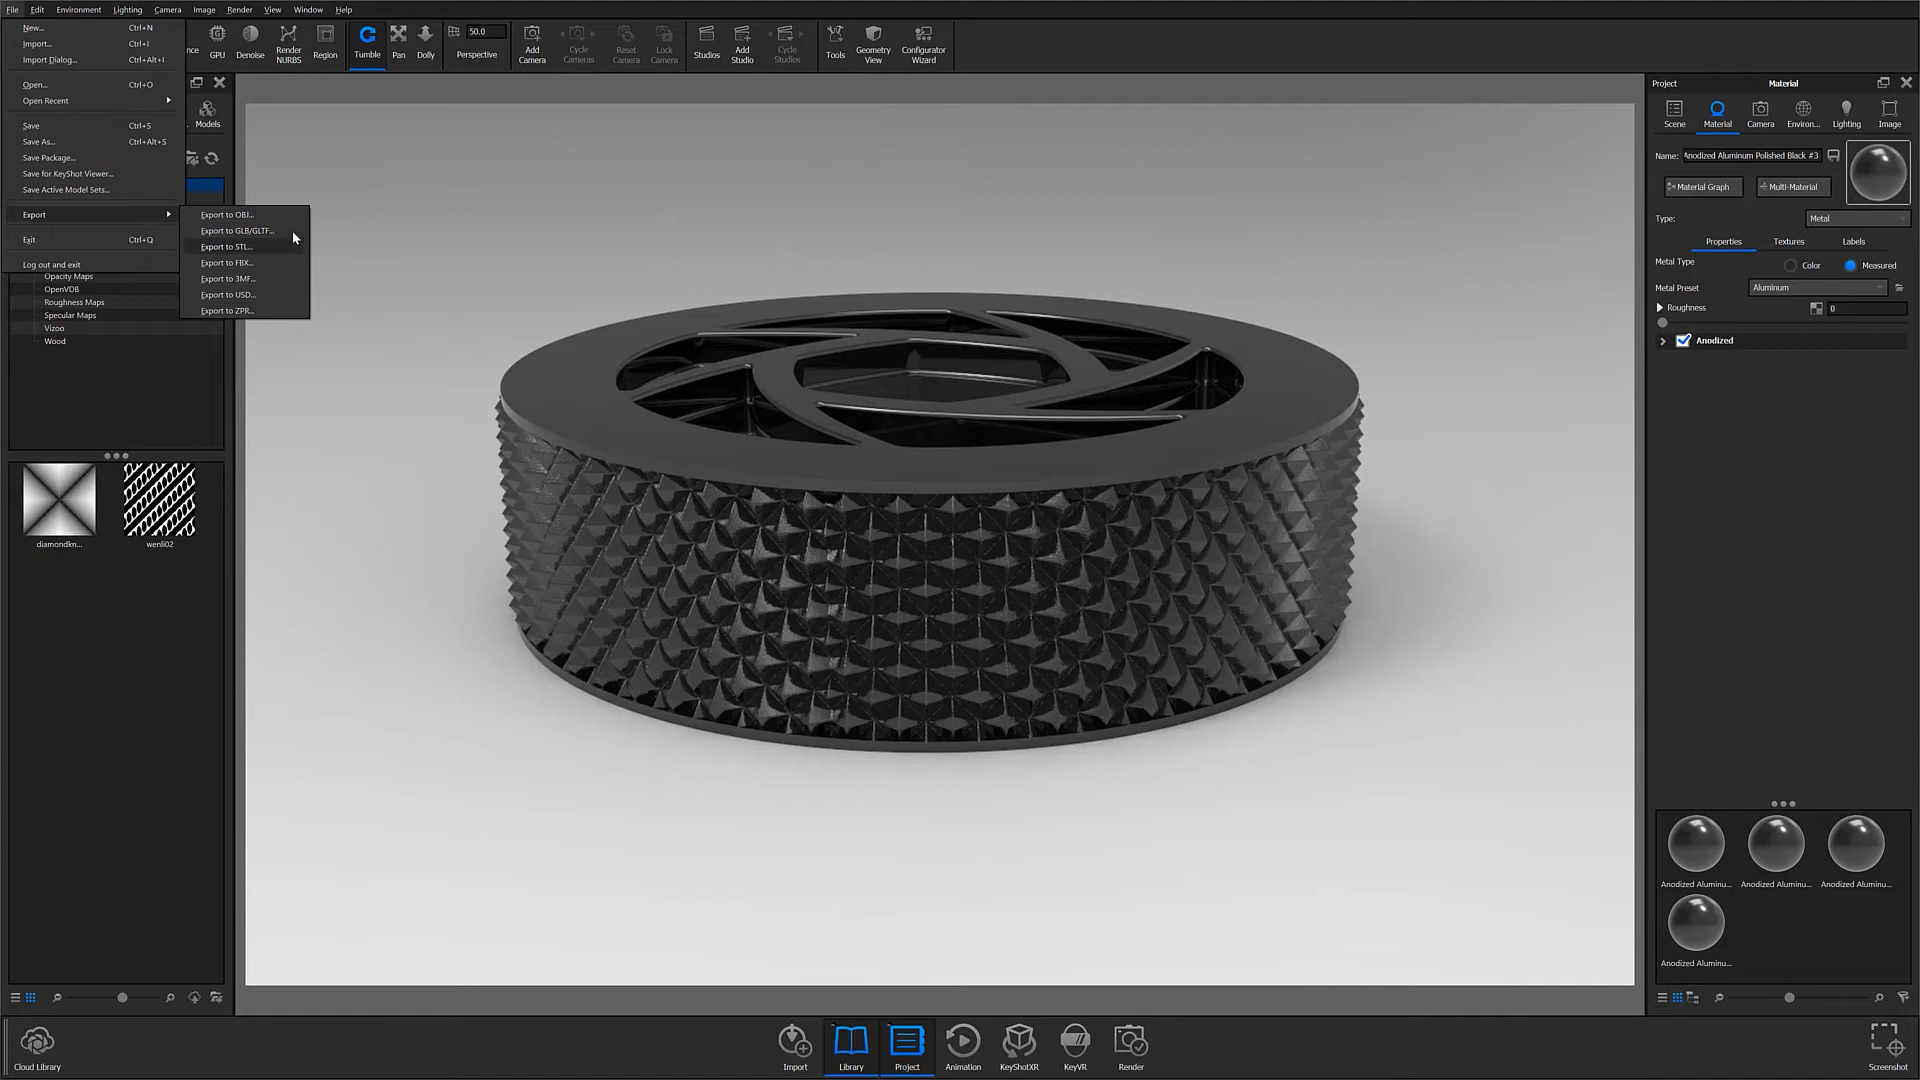 File Edit Environment Lighting Camera Image Render View Window Help
New... Ctrl+N
Import... Ctrl+I
Import Dialog... Ctrl+Alt+I
Open... Ctrl+O
Open Recent
Save Ctrl+S
Save As... Ctrl+Alt+S
Save Package...
Save for KeyShot Viewer...
Save Active Model Sets...
Export
Exit Ctrl+Q
Log out and exit
Export to OBJ...
Export to GLB/GLTF...
Export to STL...
Export to FBX...
Export to 3MF...
Export to USD...
Export to ZPR...
GPU
Denoise
Render NURBS
Region
Tumble
Pan
Dolly
50.0
Perspective
Add Camera
Cycle Cameras
Reset Camera
Lock Camera
Studios
Add Studio
Cycle Studios
Tools
Geometry View
Configurator Wizard
Models
Opacity Maps
OpenVDB
Roughness Maps
Specular Maps
Vizoo
Wood
diamondkn...
wenli02
Project Material
Scene Material Camera Environ... Lighting Image
Name: Anodized Aluminum Polished Black #3
Material Graph Multi-Material
Type: Metal
Properties Textures Labels
Metal Type Color Measured
Metal Preset Aluminum
Roughness 0
Anodized
Anodized Aluminu... Anodized Aluminu... Anodized Aluminu...
Anodized Aluminu...
Cloud Library
Import Library Project Animation KeyShotXR KeyVR Render
Screenshot